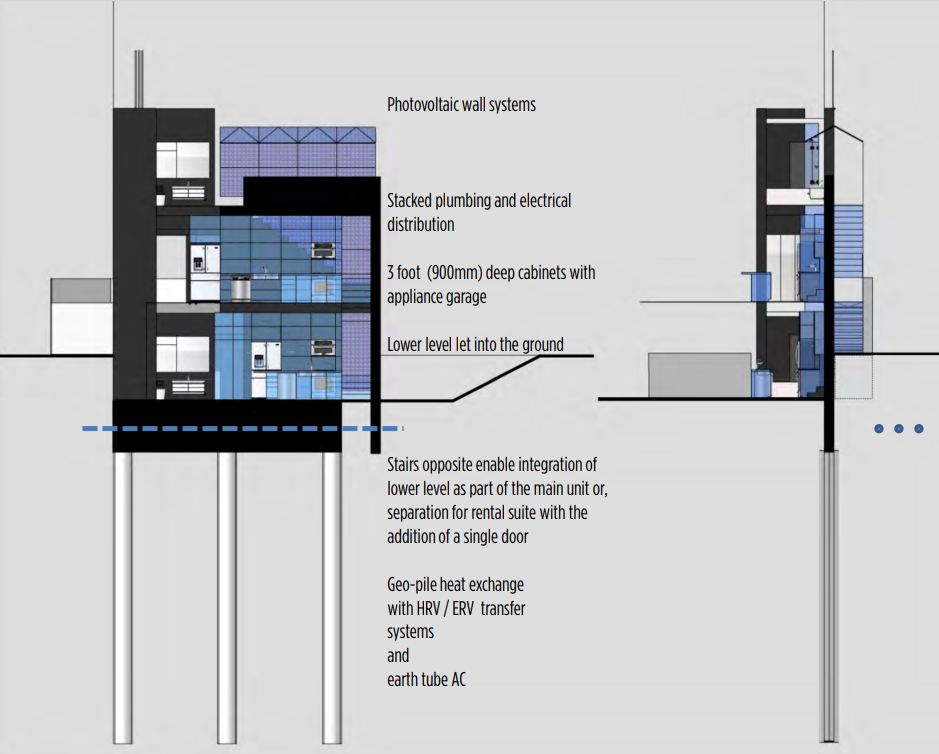 Photovoltaic wall systems
Stacked plumbing and electrical
distribution
3 foot (900mm) deep cabinets with
appliance garage
Lower level let into the ground
Stairs opposite enable integration of
lower level as part of the main unit or,
separation for rental suite with the
addition of a single door
Geo-pile heat exchange
with HRV / ERV transfer
systems
and
earth tube AC